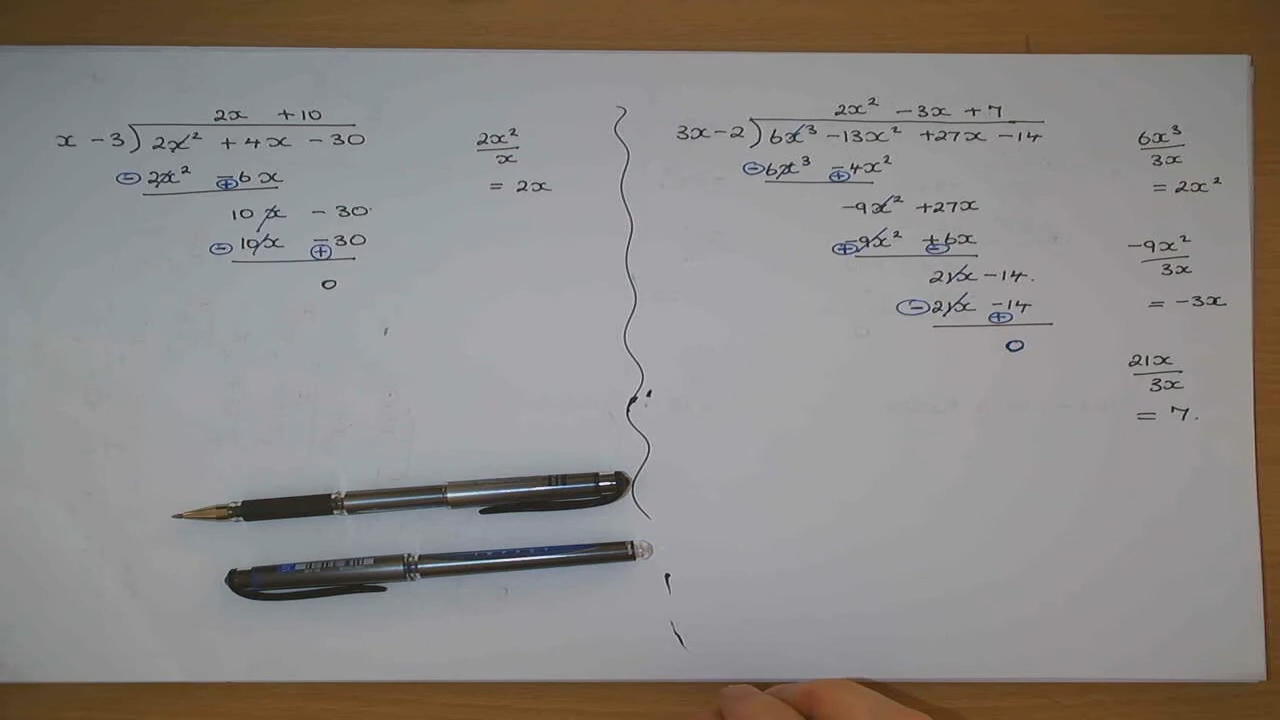 2x + 10
x - 3 ) 2x² + 4x - 30
⊖ 2x² - ⊕ 6x
10x - 30
⊖ 10x - ⊕ 30
0
2x²
x
= 2x
2x² - 3x + 7
3x - 2 ) 6x³ - 13x² + 27x - 14
⊖ 6x³ - ⊕ 4x²
-9x² + 27x
⊕ -9x² + ⊖ 6x
21x - 14.
⊖ 21x - ⊕ 14
0
6x³
3x
= 2x²
-9x²
3x
= -3x
21x
3x
= 7.
IMPACT